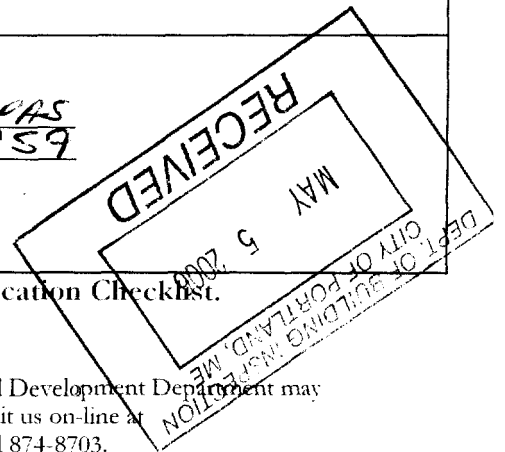 59
RECEIVED
MAY
5
DEPT. OF BUILDING INSPECTION
CITY OF PORTLAND, ME
cation Checklist.
Development Department may
it us on-line at
874-8703.